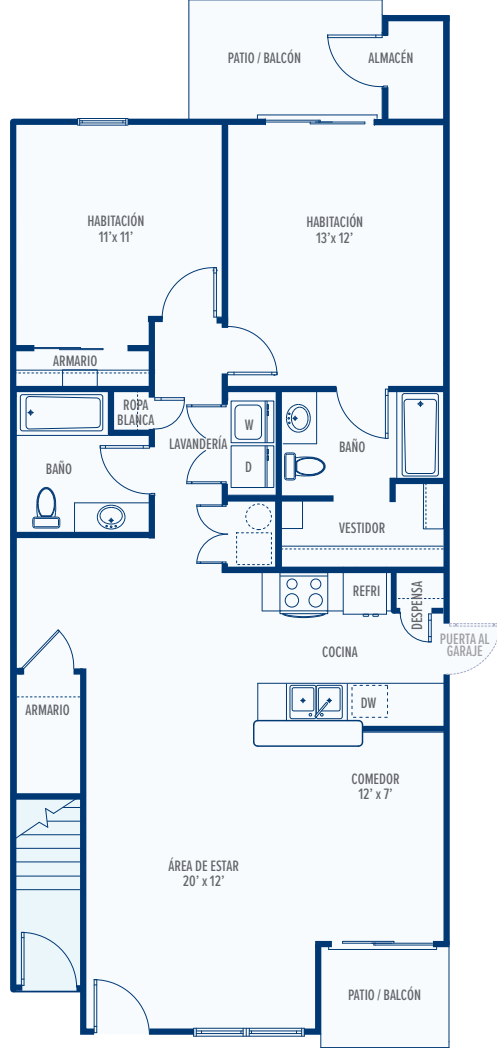 PATIO / BALCÓN
ALMACÉN
HABITACIÓN
11’x 11’
HABITACIÓN
13’x 12’
ARMARIO
ROPA
BLANCA
LAVANDERÍA
W
D
BAÑO
BAÑO
VESTIDOR
REFRI
DESPENSA
PUERTA AL
GARAJE
COCINA
DW
ARMARIO
COMEDOR
12’ x 7’
ÁREA DE ESTAR
20’ x 12’
PATIO / BALCÓN